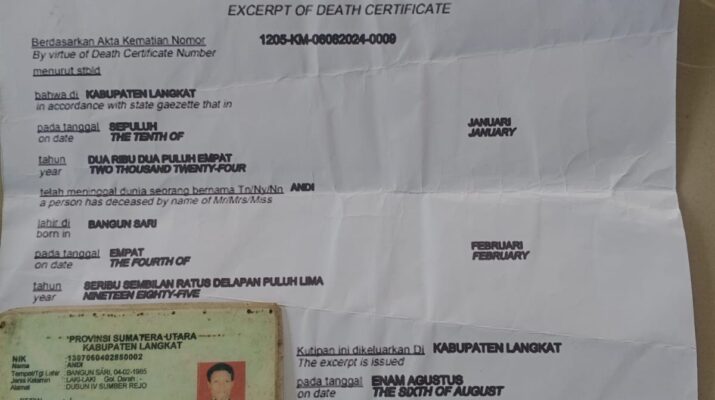 EXCERPT OF DEATH CERTIFICATE
Berdasarkan Akta Kematian Nomor 1205-KM-06082024-0009
By virtue of Death Certificate Number
menurut stbld
bahwa di KABUPATEN LANGKAT
in accordance with state gaezette that in
pada tanggal SEPULUH JANUARI
on date THE TENTH OF JANUARY
tahun DUA RIBU DUA PULUH EMPAT
year TWO THOUSAND TWENTY-FOUR
telah meninggal dunia seorang bernama Tn/Ny/Nn ANDI
a person has deceased by name of Mr/Mrs/Miss
lahir di BANGUN SARI
born in
pada tanggal EMPAT FEBRUARI
on date THE FOURTH OF FEBRUARY
tahun SERIBU SEMBILAN RATUS DELAPAN PULUH LIMA
year NINETEEN EIGHTY-FIVE
Kutipan ini dikeluarkan Di KABUPATEN LANGKAT
The excerpt is issued
pada tanggal ENAM AGUSTUS
on date THE SIXTH OF AUGUST
PROVINSI SUMATERA UTARA
KABUPATEN LANGKAT
NIK
Nama ANDI
Tempat/Tgl Lahir BANGUN SARI, 04-02-1985
Jenis Kelamin LAKI-LAKI Gol. Darah :-
Alamat DUSUN IV SUMBER REJO